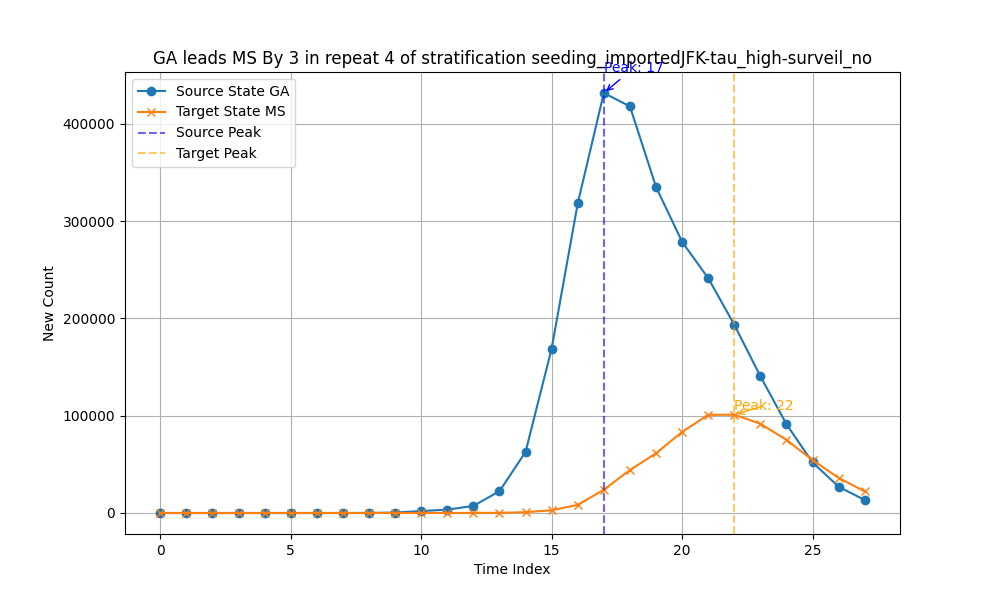 GA leads MS By 3 in repeat 4 of stratification seeding_importedJFK-tau_high-surveil_no
Peak: 17
Source State GA
Target State MS
Source Peak
Target Peak
400000
300000
200000
100000
0
New Count
Peak: 22
0 5 10 15 20 25
Time Index